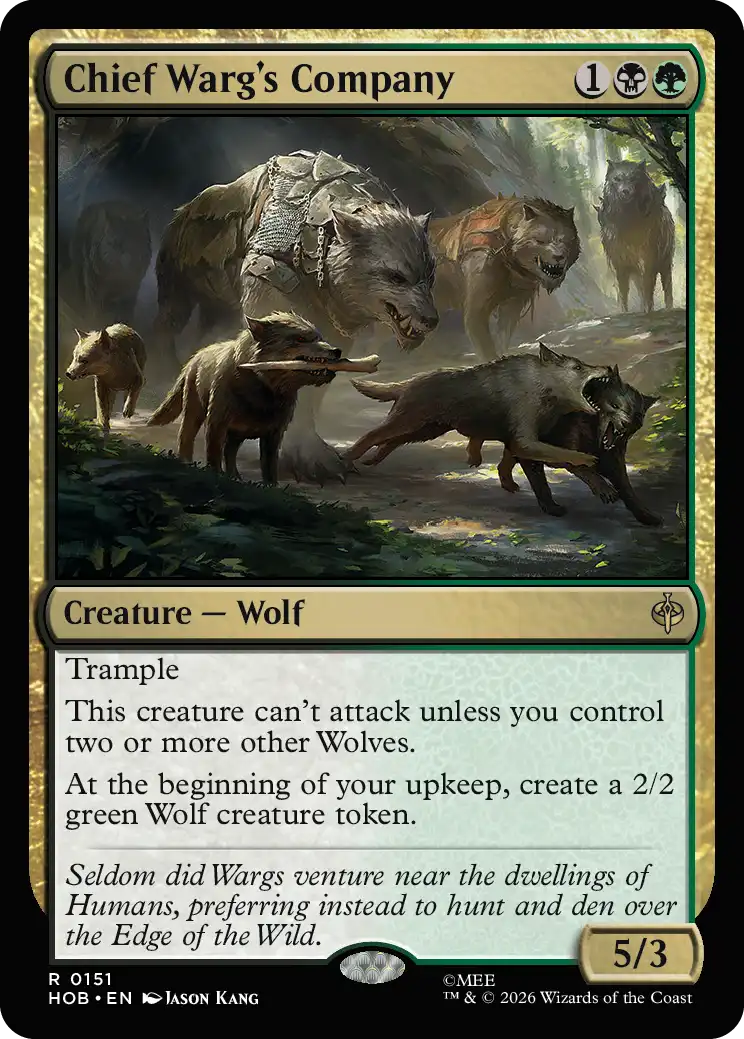 Chief Warg's Company 1
Creature — Wolf
Trample
This creature can't attack unless you control
two or more other Wolves.
At the beginning of your upkeep, create a 2/2
green Wolf creature token.
Seldom did Wargs venture near the dwellings of
Humans, preferring instead to hunt and den over
the Edge of the Wild.
5/3
R 0151
HOB • EN Jason Kang
©MEE
™ & © 2026 Wizards of the Coast